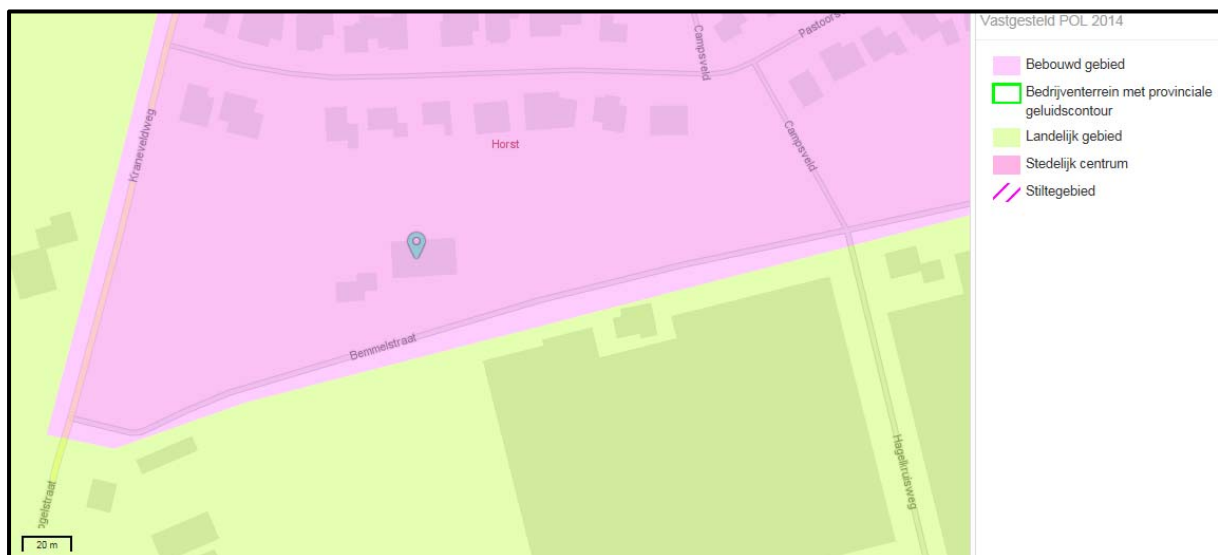 Vastgesteld POL 2014
Bebouwd gebied
Bedrijventerrein met provinciale
geluidscontour
Landelijk gebied
Stedelijk centrum
Stiltegebied
Campsveld
Kraneveldweg
Horst
Campsveld
Bemmelstraat
Hagelkruisweg
20 m